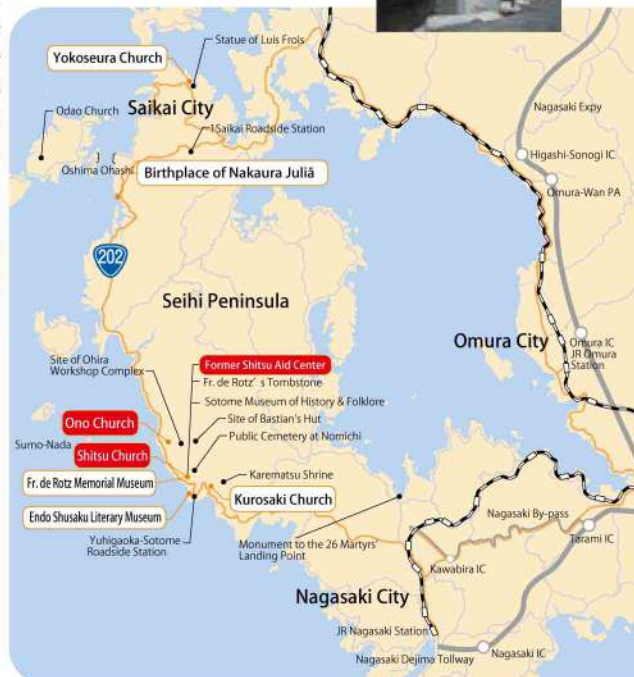 Statue of Luis Frois
Yokoseura Church
Saikai City
Odao Church
1Saikai Roadside Station
Oshima Ohashi
Birthplace of Nakaura Juliā
202
Nagasaki Expy
Higashi-Sonogi IC
Omura-Wan PA
Seihi Peninsula
Omura City
Omura IC
JR Omura
Station
Site of Ohira
Workshop Complex
Former Shitsu Aid Center
Fr. de Rotz´s Tombstone
Sotome Museum of History & Folklore
Site of Bastian's Hut
Public Cemetery at Nomichi
Ono Church
Sumo-Nada
Shitsu Church
Fr. de Rotz Memorial Museum
Karematsu Shrine
Kurosaki Church
Endo Shusaku Literary Museum
Yuhigaoka-Sotome
Roadside Station
Monument to the 26 Martyrs'
Landing Point
Nagasaki By-pass
Tarami IC
Kawabira IC
Nagasaki City
JR Nagasaki Station
Nagasaki Dejima Tollway
Nagasaki IC